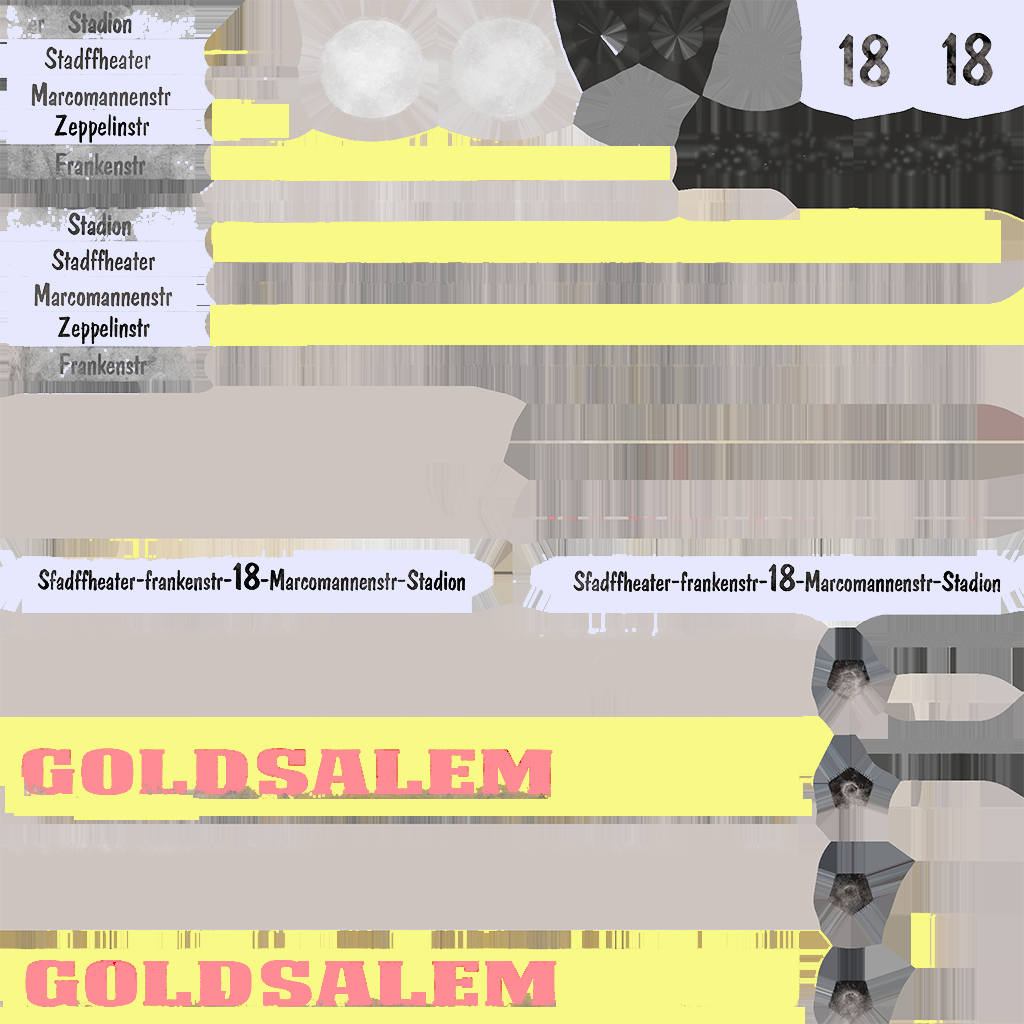 er Stadion
Stadffheater
Marcomannenstr
Zeppelinstr
Frankenstr
18 18
Stadion
Stadffheater
Marcomannenstr
Zeppelinstr
Frankenstr
Sfadffheater-frankenstr-18-Marcomannenstr-Stadion
Sfadffheater-frankenstr-18-Marcomannenstr-Stadion
GOLDSALEM
GOLDSALEM